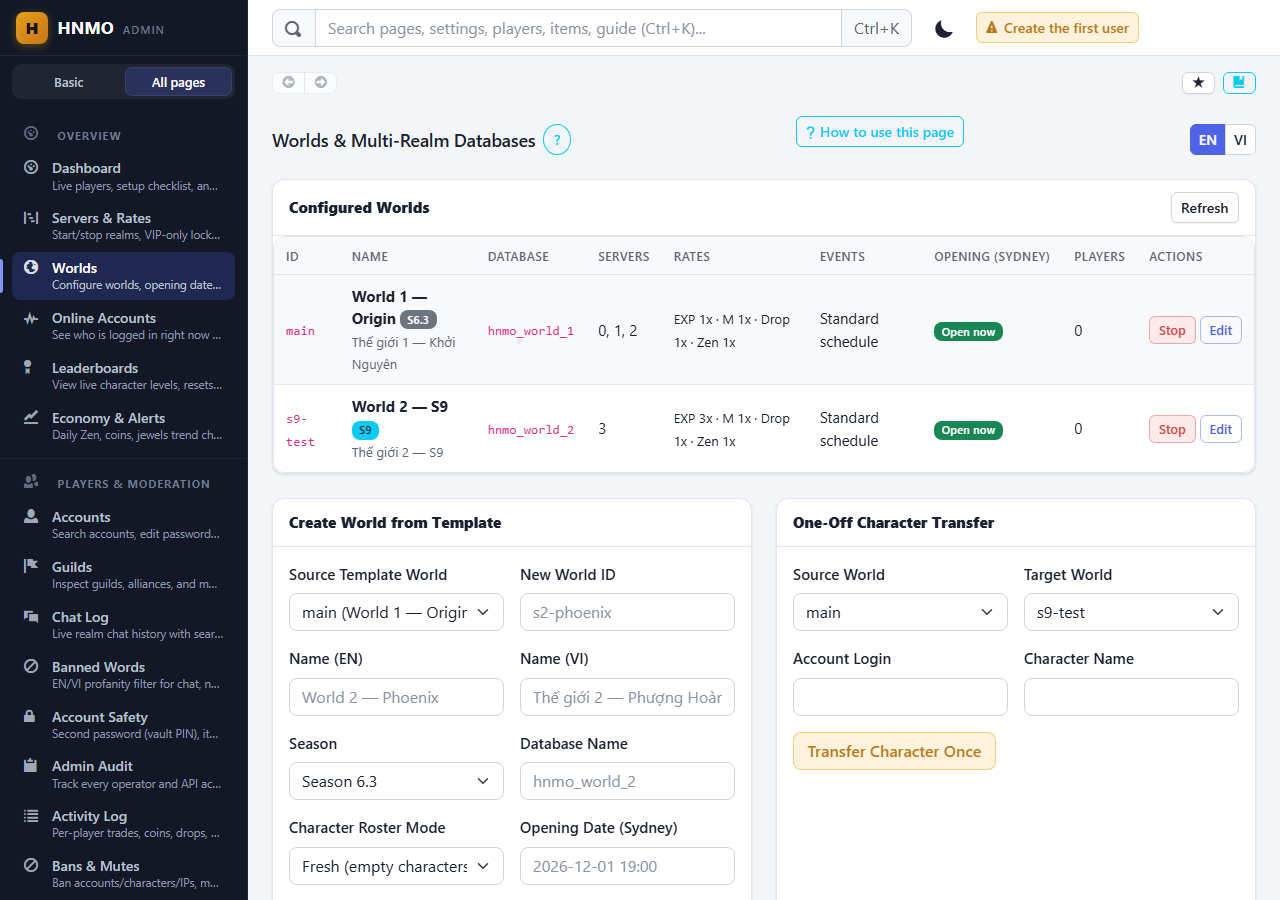 H HNMO ADMIN
Basic All pages
OVERVIEW
Dashboard
Live players, setup checklist, an...
Servers & Rates
Start/stop realms, VIP-only lock...
Worlds
Configure worlds, opening date...
Online Accounts
See who is logged in right now ...
Leaderboards
View live character levels, resets...
Economy & Alerts
Daily Zen, coins, jewels trend ch...
PLAYERS & MODERATION
Accounts
Search accounts, edit password...
Guilds
Inspect guilds, alliances, and m...
Chat Log
Live realm chat history with sear...
Banned Words
EN/VI profanity filter for chat, n...
Account Safety
Second password (vault PIN), it...
Admin Audit
Track every operator and API ac...
Activity Log
Per-player trades, coins, drops, ...
Bans & Mutes
Ban accounts/characters/IPs, m...
Search pages, settings, players, items, guide (Ctrl+K)... Ctrl+K
Create the first user
Worlds & Multi-Realm Databases ?
? How to use this page
EN VI
Configured Worlds
Refresh
ID NAME DATABASE SERVERS RATES EVENTS OPENING (SYDNEY) PLAYERS ACTIONS
main
World 1 —
Origin S6.3
Thế giới 1 — Khởi
Nguyên
hnmo_world_1
0, 1, 2
EXP 1x · M 1x · Drop
1x · Zen 1x
Standard
schedule
Open now
0
Stop Edit
s9-
test
World 2 — S9
S9
Thế giới 2 — S9
hnmo_world_2
3
EXP 3x · M 1x · Drop
1x · Zen 1x
Standard
schedule
Open now
0
Stop Edit
Create World from Template
Source Template World New World ID
main (World 1 — Origin s2-phoenix
Name (EN) Name (VI)
World 2 — Phoenix Thế giới 2 — Phượng Hoàn
Season Database Name
Season 6.3 hnmo_world_2
Character Roster Mode Opening Date (Sydney)
Fresh (empty characters 2026-12-01 19:00
One-Off Character Transfer
Source World Target World
main s9-test
Account Login Character Name
Transfer Character Once